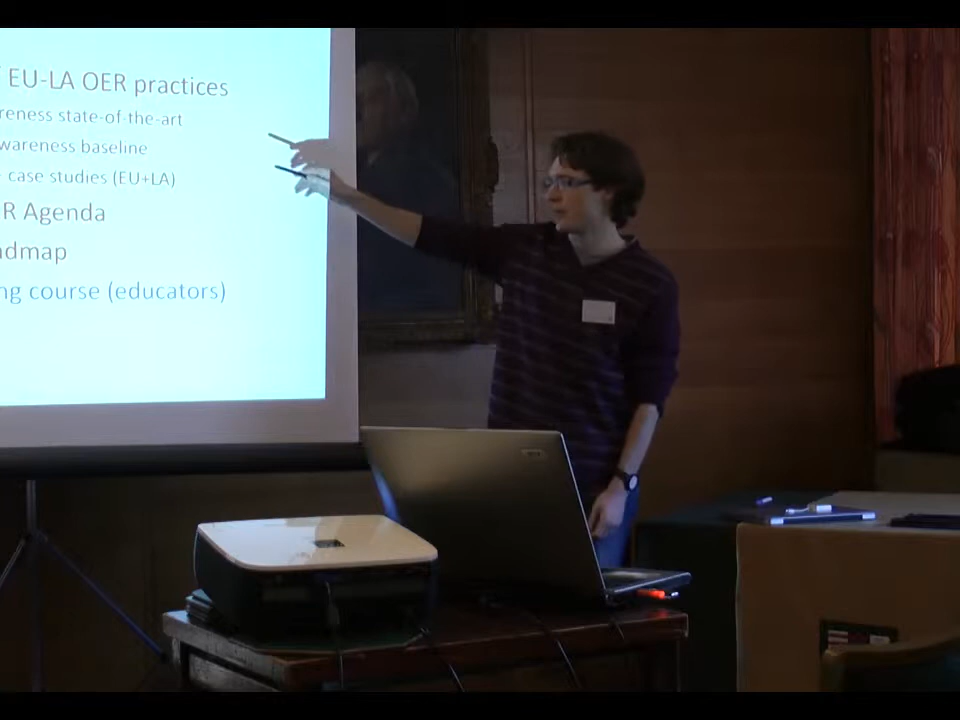 EU-LA OER practices
reness state-of-the-art
wareness baseline
case studies (EU+LA)
R Agenda
admap
ng course (educators)